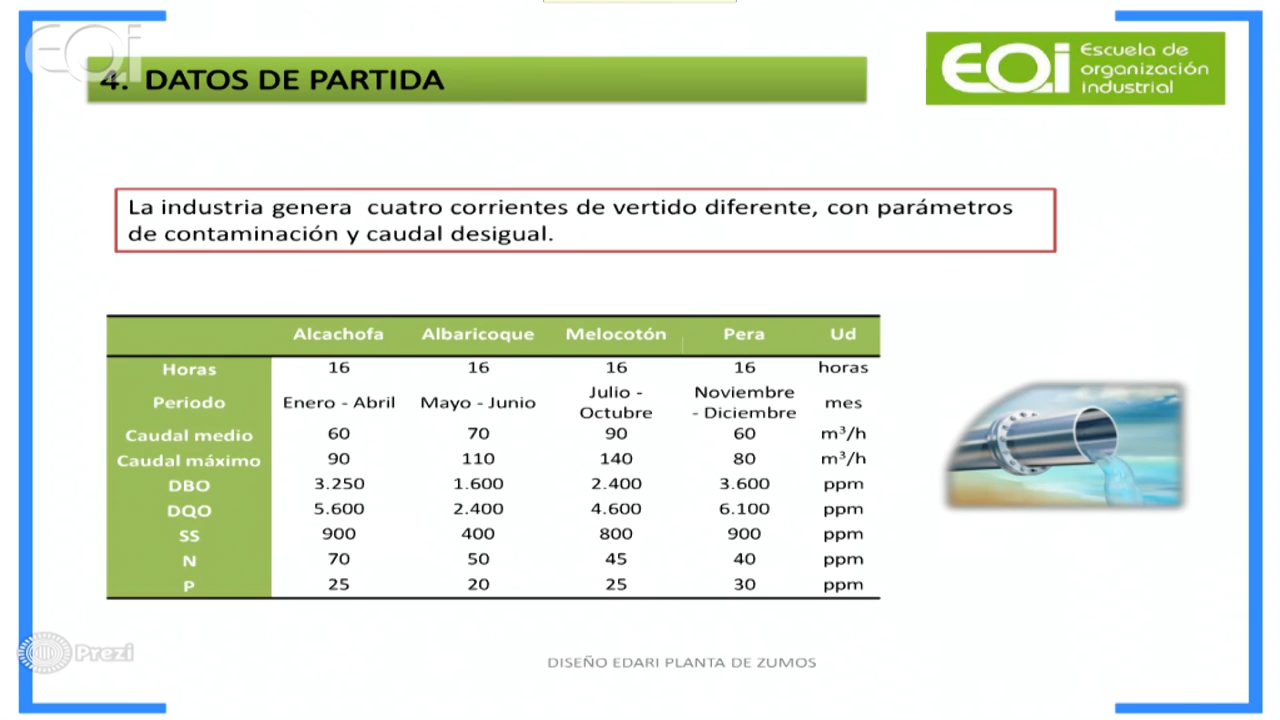 EOi
4. DATOS DE PARTIDA
EOi Escuela de
organización
industrial
La industria genera cuatro corrientes de vertido diferente, con parámetros
de contaminación y caudal desigual.
Alcachofa Albaricoque Melocotón Pera Ud
Horas 16 16 16 16 horas
Periodo Enero - Abril Mayo - Junio Julio - Octubre Noviembre - Diciembre mes
Caudal medio 60 70 90 60 m³/h
Caudal máximo 90 110 140 80 m³/h
DBO 3.250 1.600 2.400 3.600 ppm
DQO 5.600 2.400 4.600 6.100 ppm
SS 900 400 800 900 ppm
N 70 50 45 40 ppm
P 25 20 25 30 ppm
Prezi
DISEÑO EDARI PLANTA DE ZUMOS